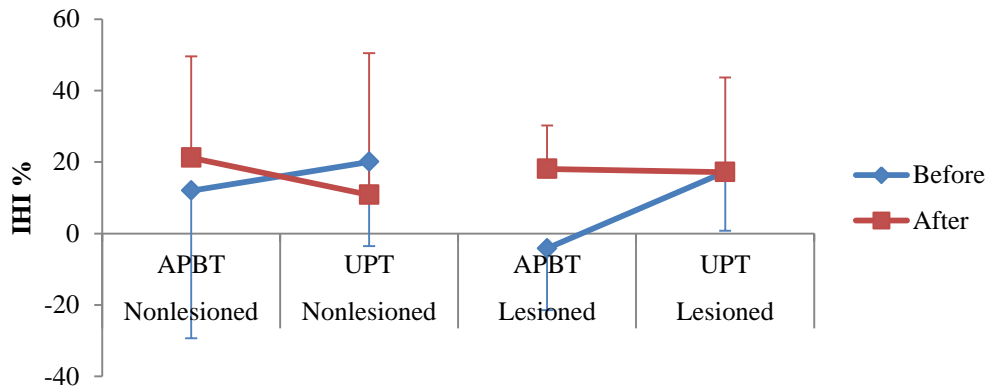 60
40
20
0
-20
-40
IHI %
APBT UPT APBT UPT
Nonlesioned Nonlesioned Lesioned Lesioned
Before
After